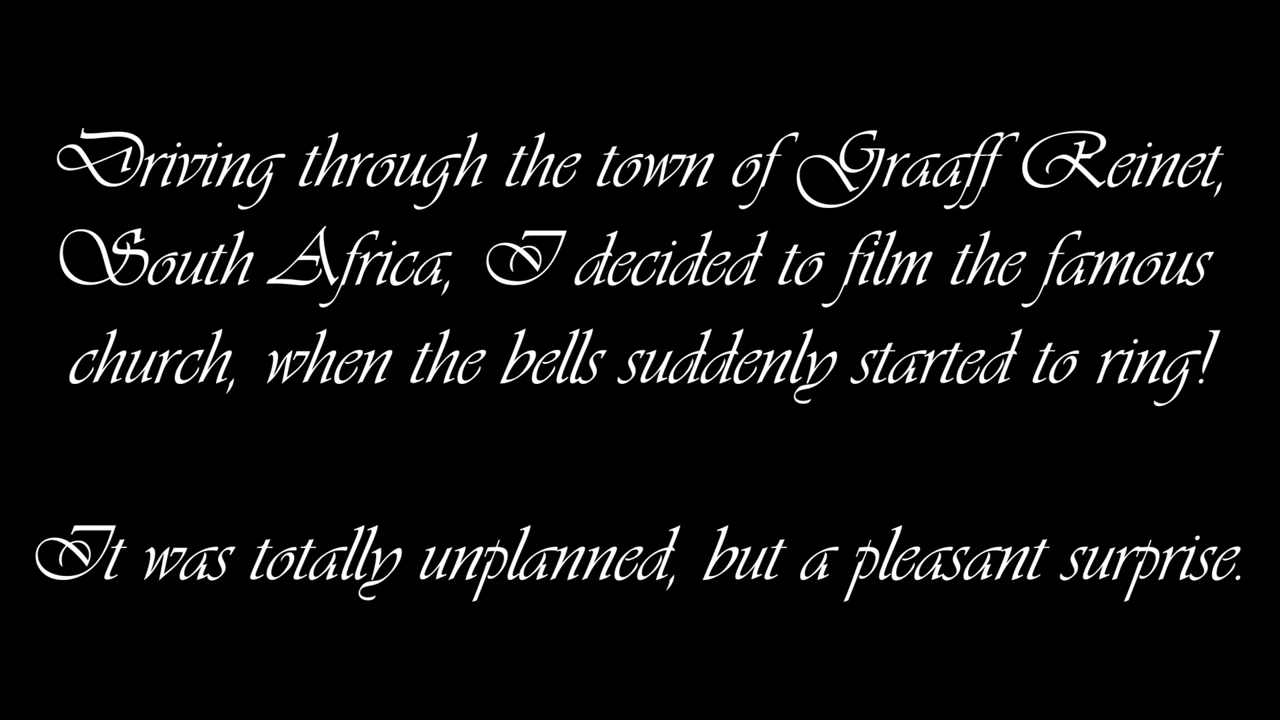 Driving through the town of Graaff Reinet,
South Africa, I decided to film the famous
church, when the bells suddenly started to ring!
It was totally unplanned, but a pleasant surprise.